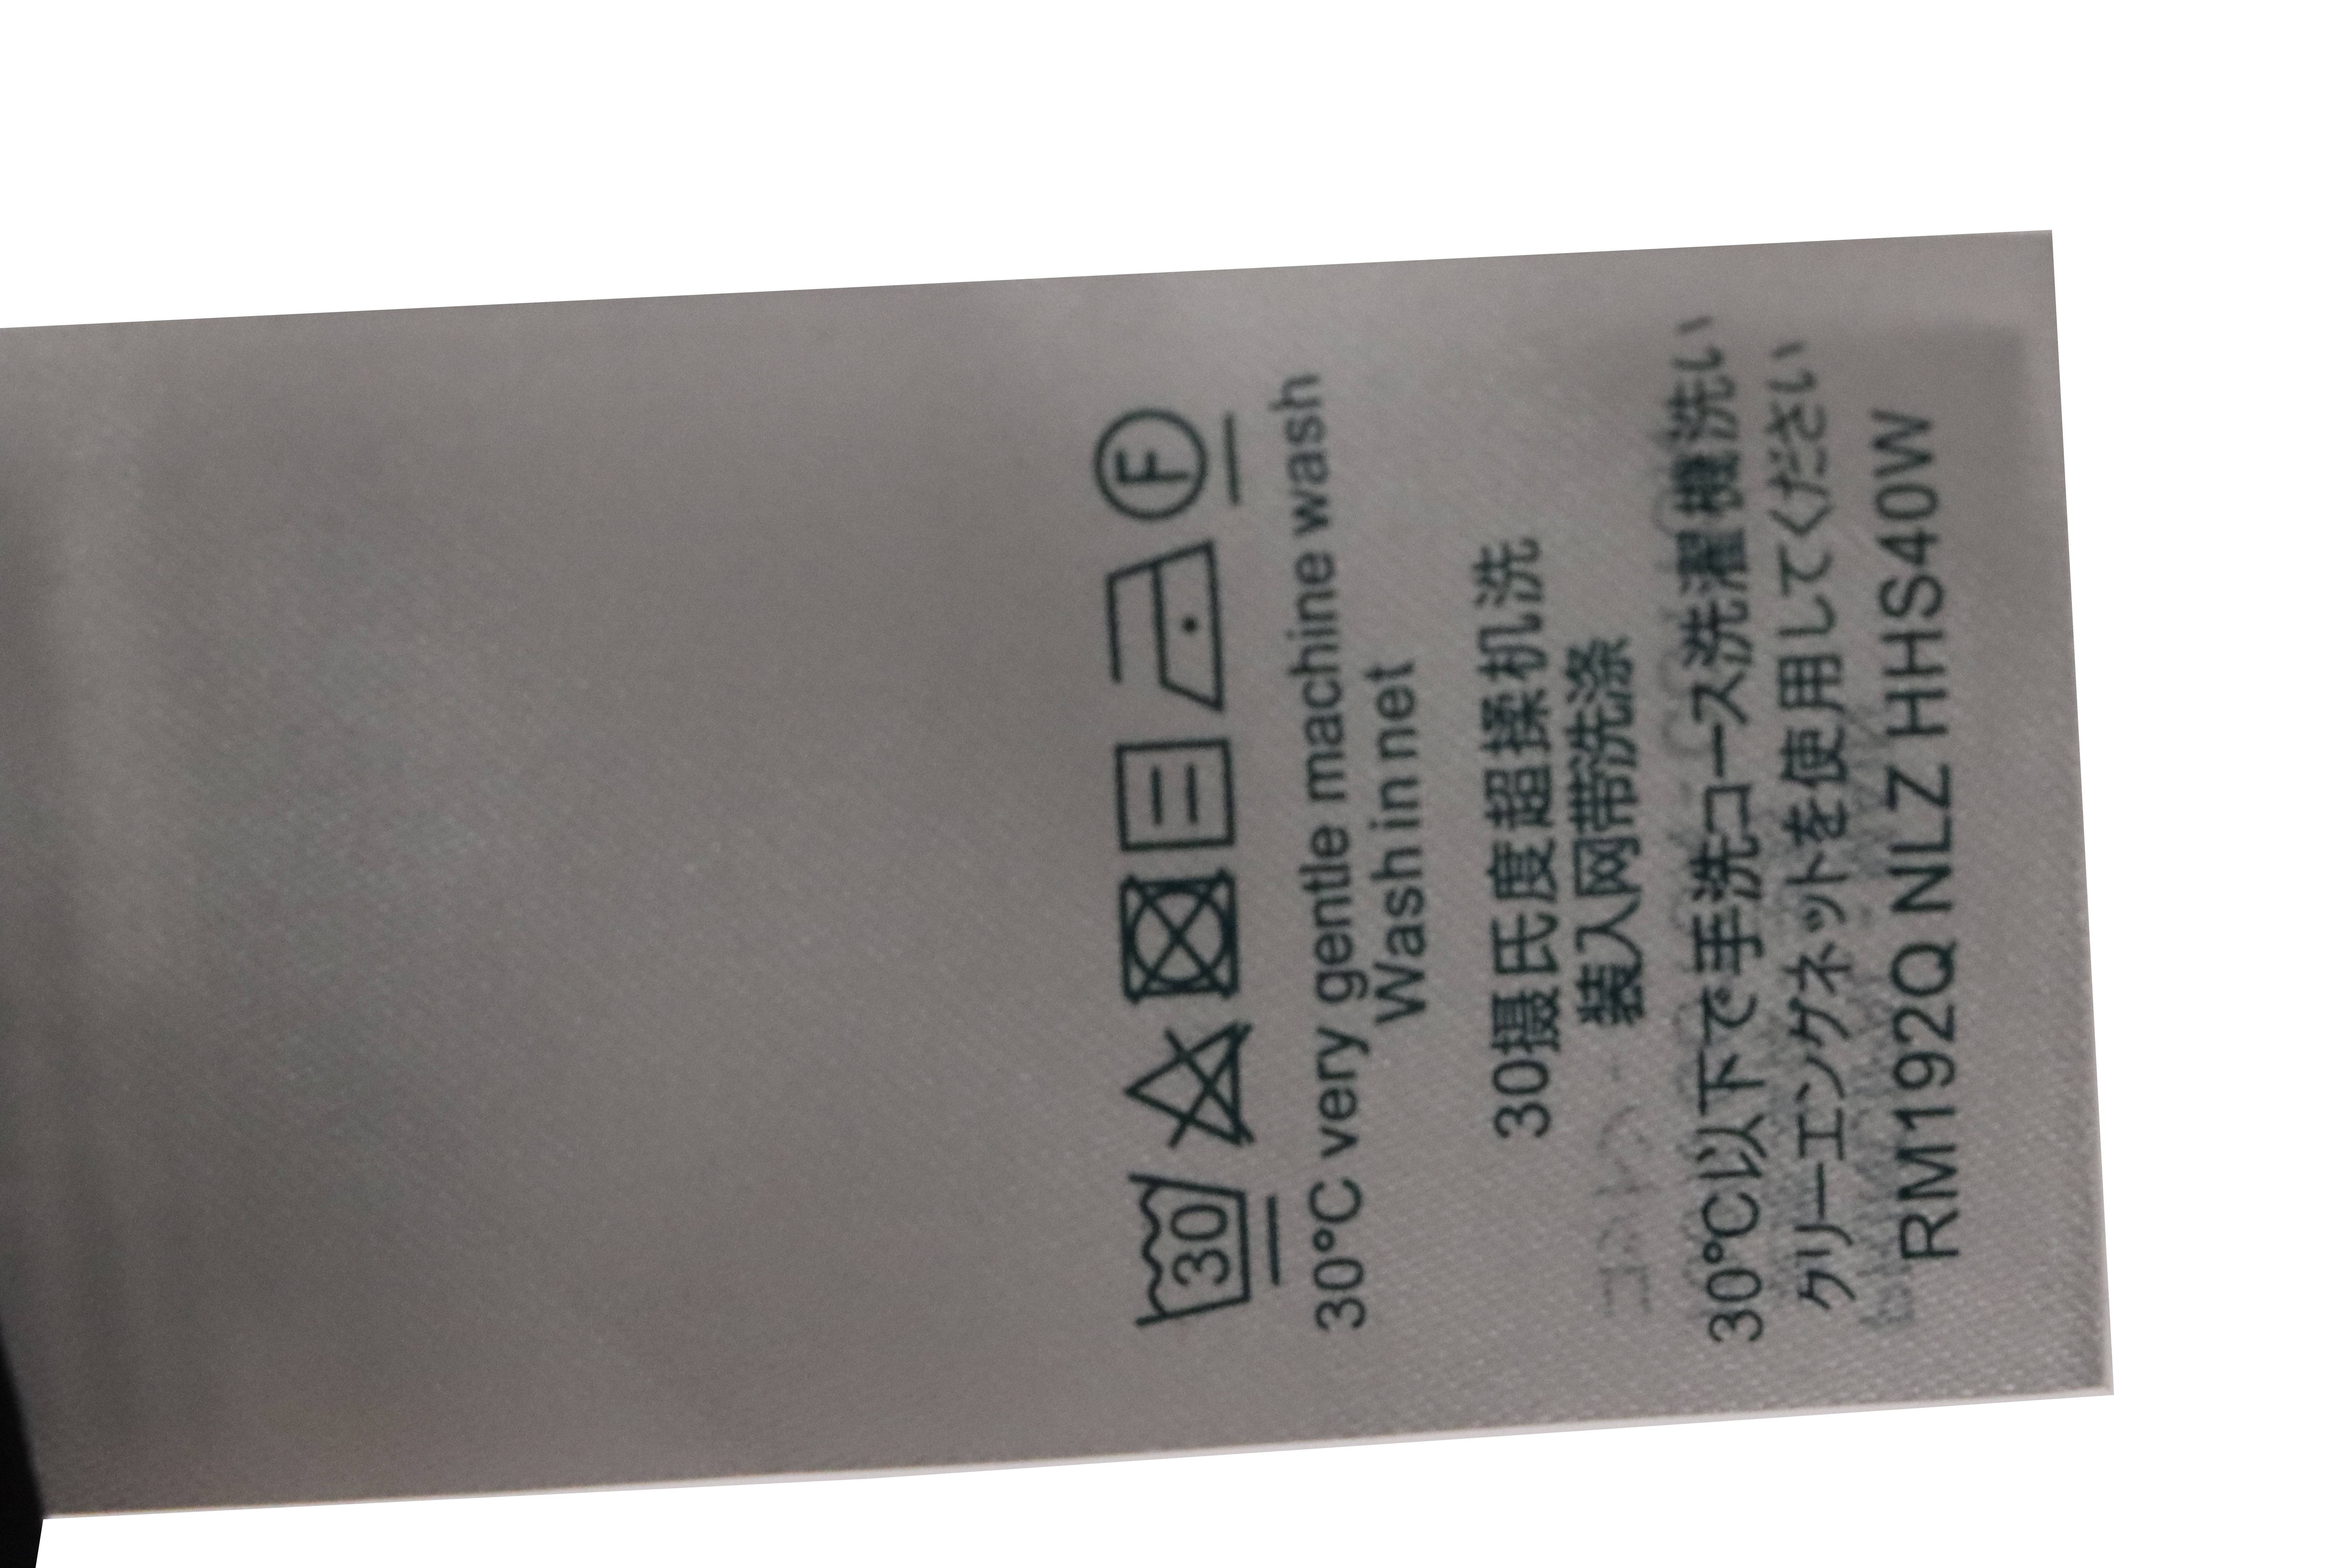 30 F
30°C very gentle machine wash
Wash in net
30摄氏度超揉机洗
装入网带洗涤
30°C以下で手洗コース洗濯機洗い
クリーエンゲネットを使用してください
RM192Q NLZ HHS40W